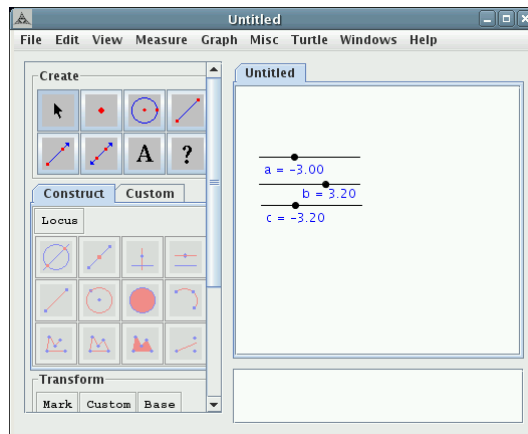 Untitled
File Edit View Measure Graph Misc Turtle Windows Help
Create
A ?
Construct Custom
Locus
Transform
Mark Custom Base
Untitled
a = -3.00
b = 3.20
c = -3.20